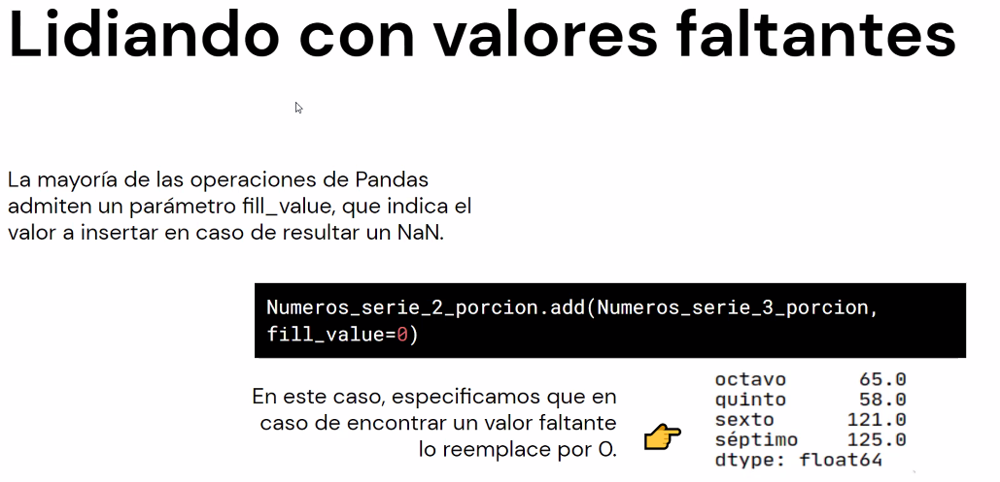 Lidiando con valores faltantes
La mayoría de las operaciones de Pandas
admiten un parámetro fill_value, que indica el
valor a insertar en caso de resultar un NaN.
Numeros_serie_2_porcion.add(Numeros_serie_3_porcion,
fill_value=0)
En este caso, especificamos que en
caso de encontrar un valor faltante
lo reemplace por 0.
octavo 65.0
quinto 58.0
sexto 121.0
séptimo 125.0
dtype: float64